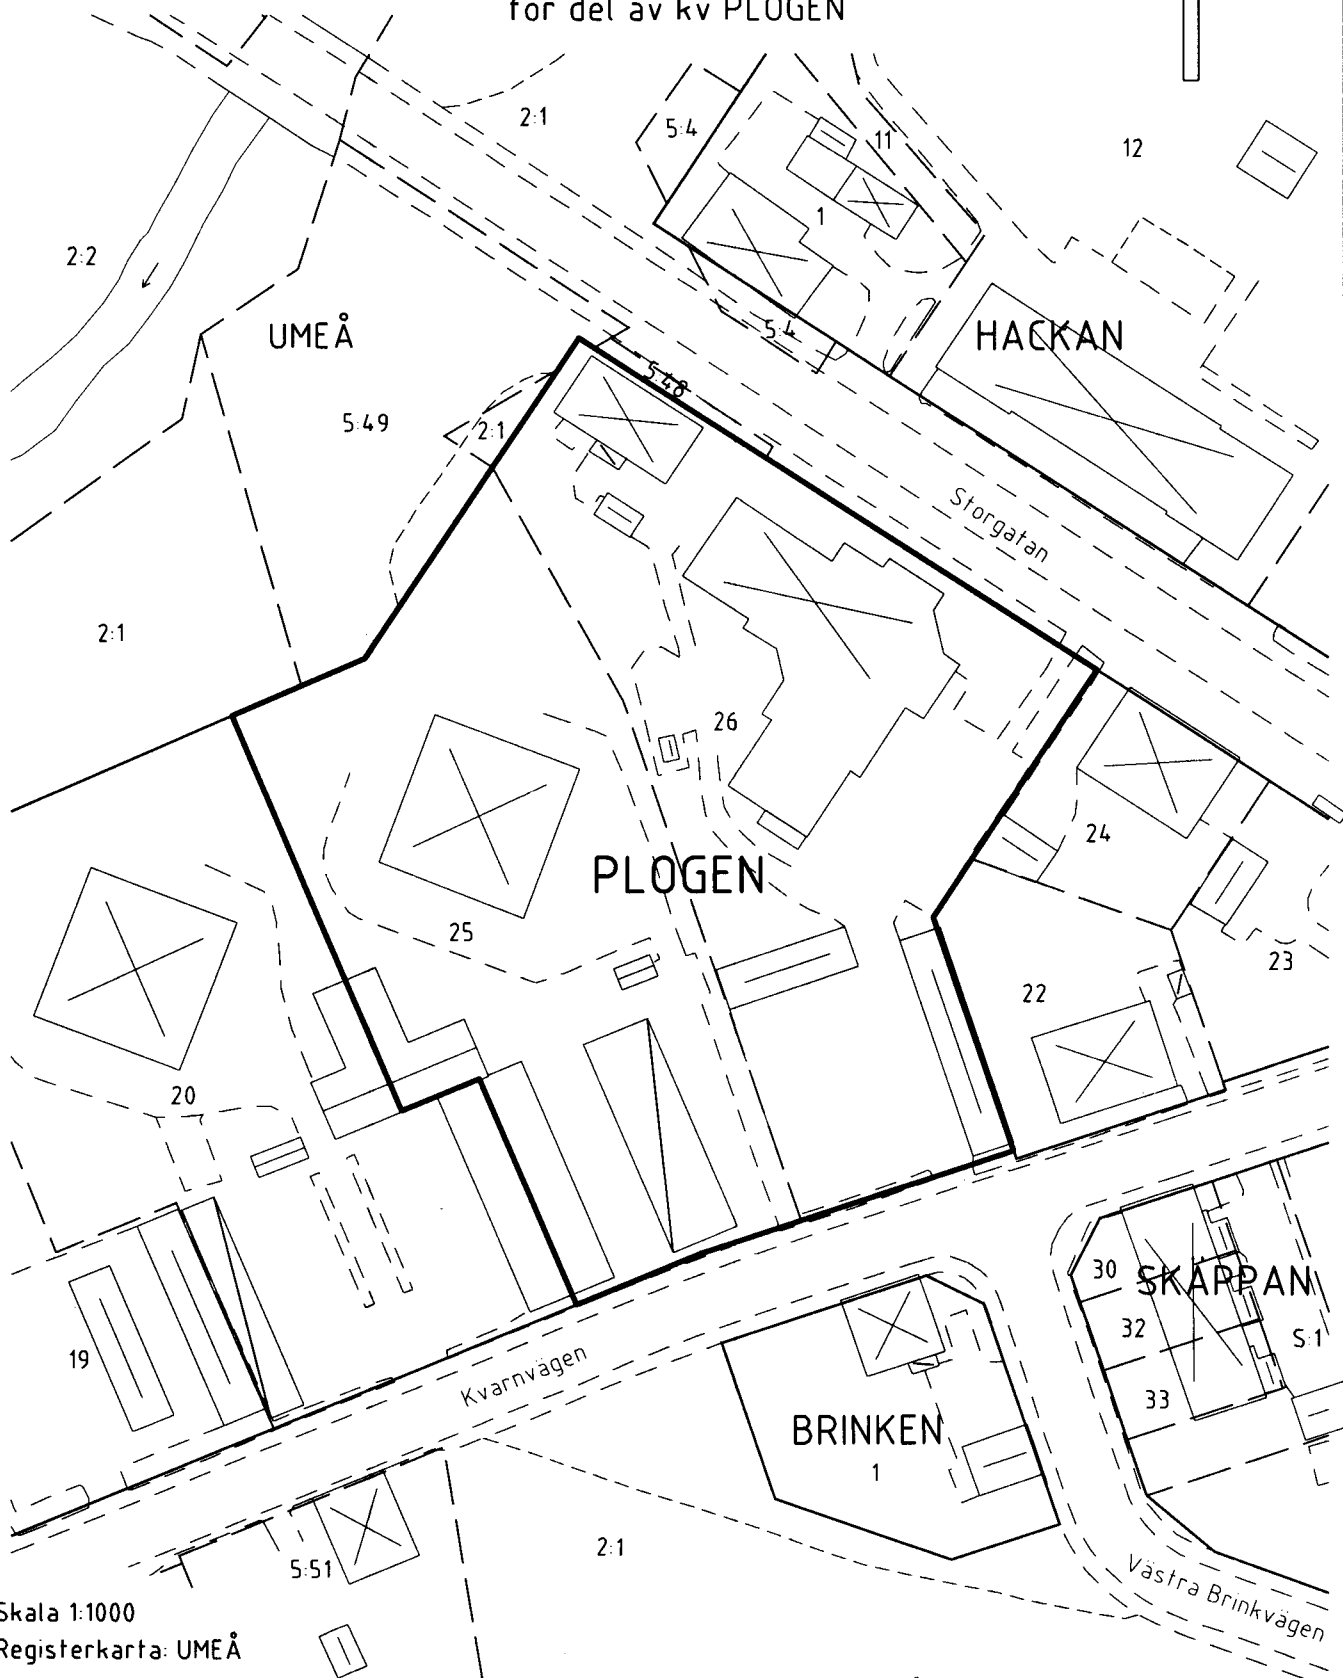 för del av kv PLOGEN
2:1
5:4
11
12
1
2:2
UMEÅ
5:4
HACKAN
5:48
5:49
2:1
Storgatan
2:1
26
24
PLOGEN
25
23
22
20
30
SKÄPPAN
32
S:1
19
Kvarnvägen
33
BRINKEN
1
2:1
5:51
Västra Brinkvägen
Skala 1:1000
Registerkarta: UMEÅ